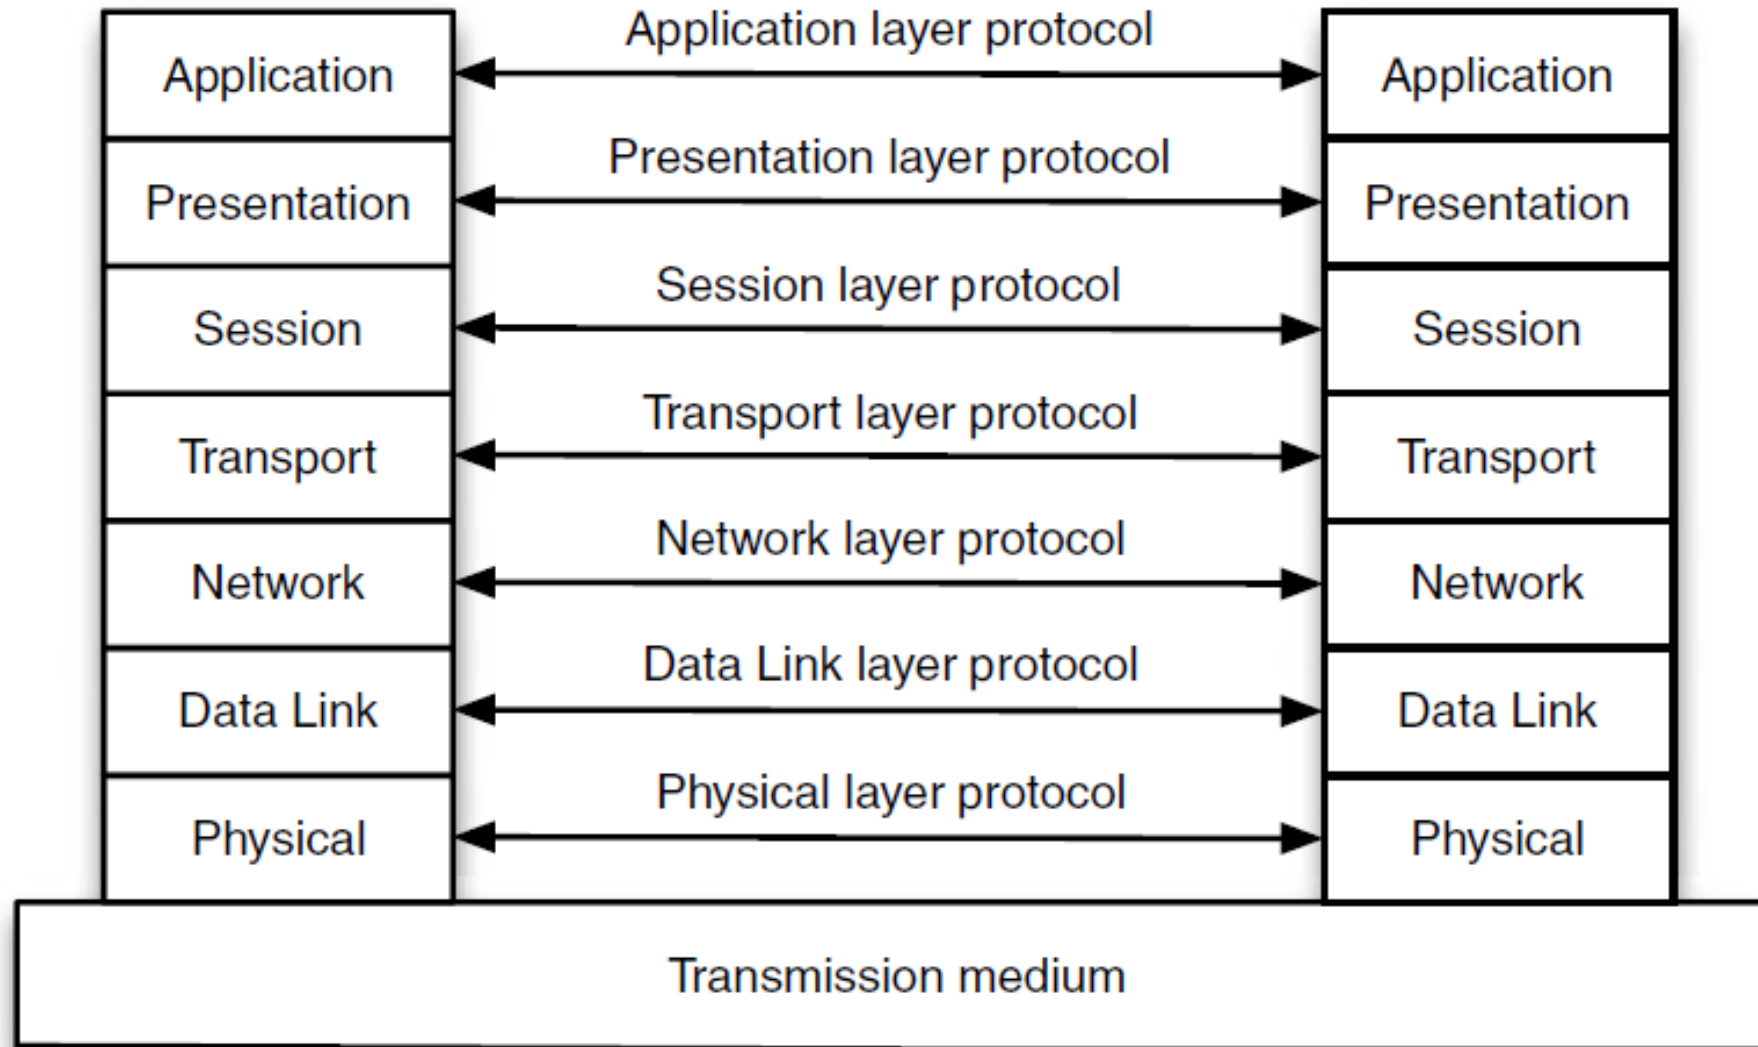 Application layer protocol
Application
Application
Presentation layer protocol
Presentation
Presentation
Session layer protocol
Session
Session
Transport layer protocol
Transport
Transport
Network layer protocol
Network
Network
Data Link layer protocol
Data Link
Data Link
Physical layer protocol
Physical
Physical
Transmission medium